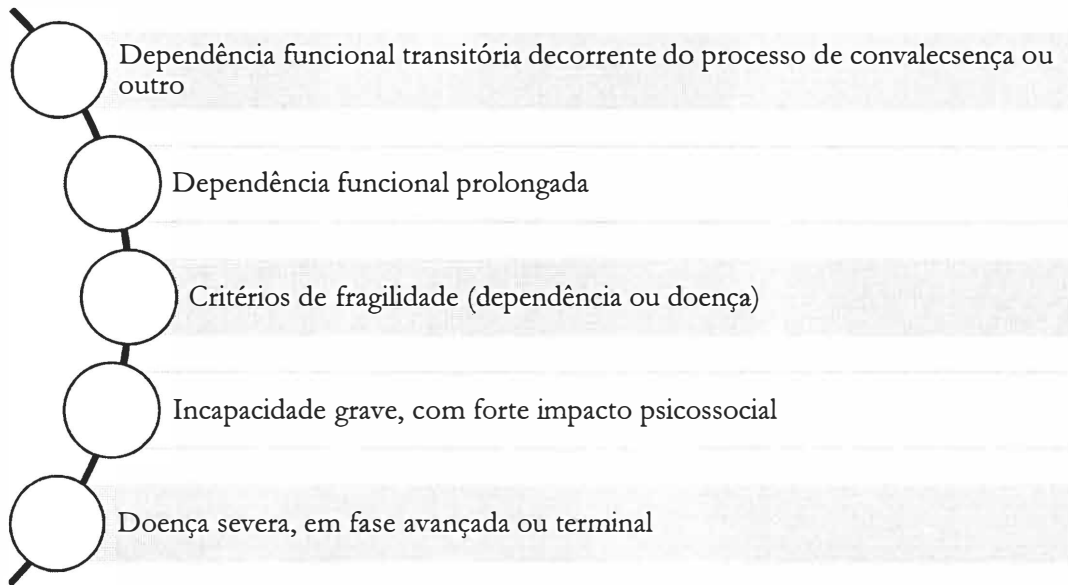 Dependência funcional transitória decorrente do processo de convalecsença ou
outro
Dependência funcional prolongada
Critérios de fragilidade (dependência ou doença)
Incapacidade grave, com forte impacto psicossocial
Doença severa, em fase avançada ou terminal